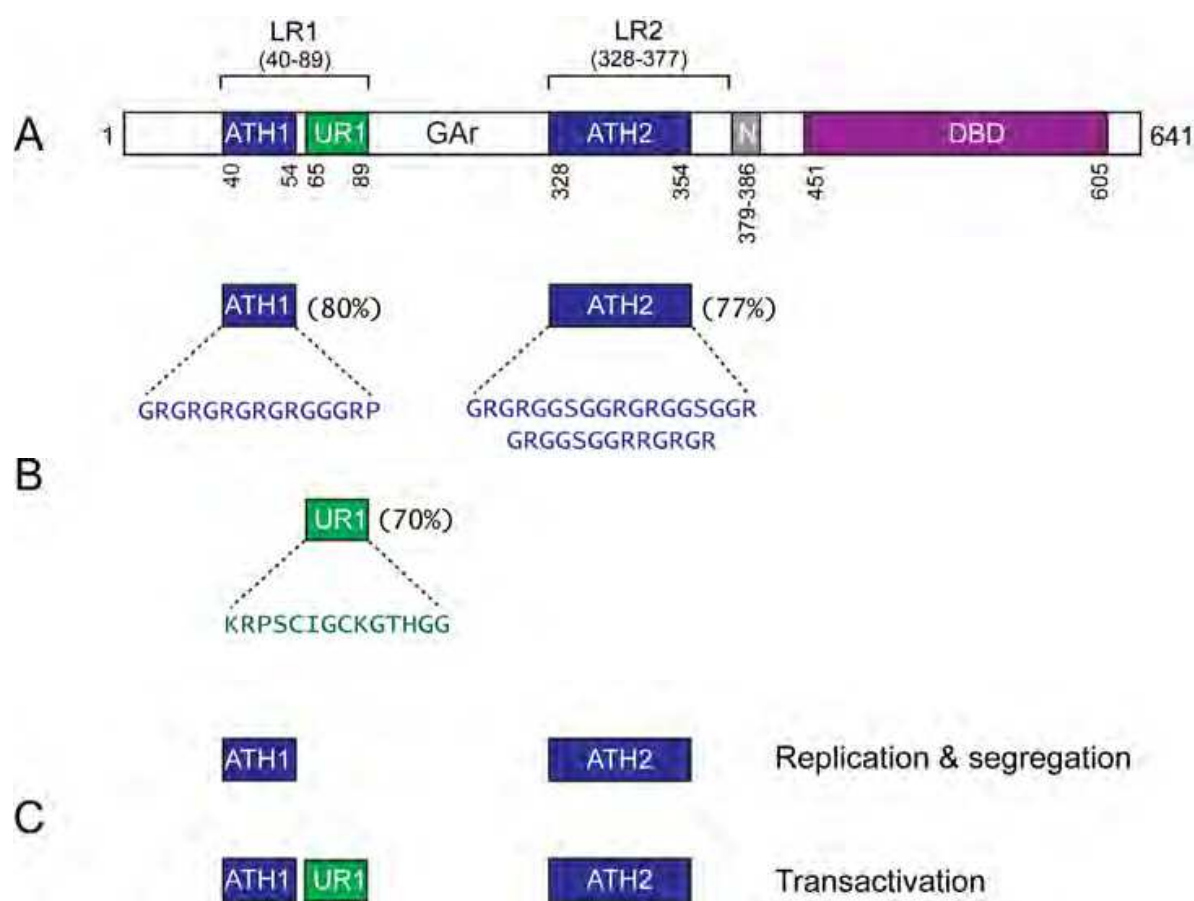 LR1 LR2
(40-89) (328-377)
A 1 ATH1 UR1 GAr ATH2 N DBD 641
40 54 65 89 328 354 379-386 451 605
ATH1 (80%) ATH2 (77%)
GRGRGRGRGRGGGRP GRGRGGSGGRGRGGSGGR
GRGGSGGRRGRGR
B
UR1 (70%)
KRPSCIGCKGTHGG
ATH1 ATH2 Replication & segregation
C
ATH1 UR1 ATH2 Transactivation